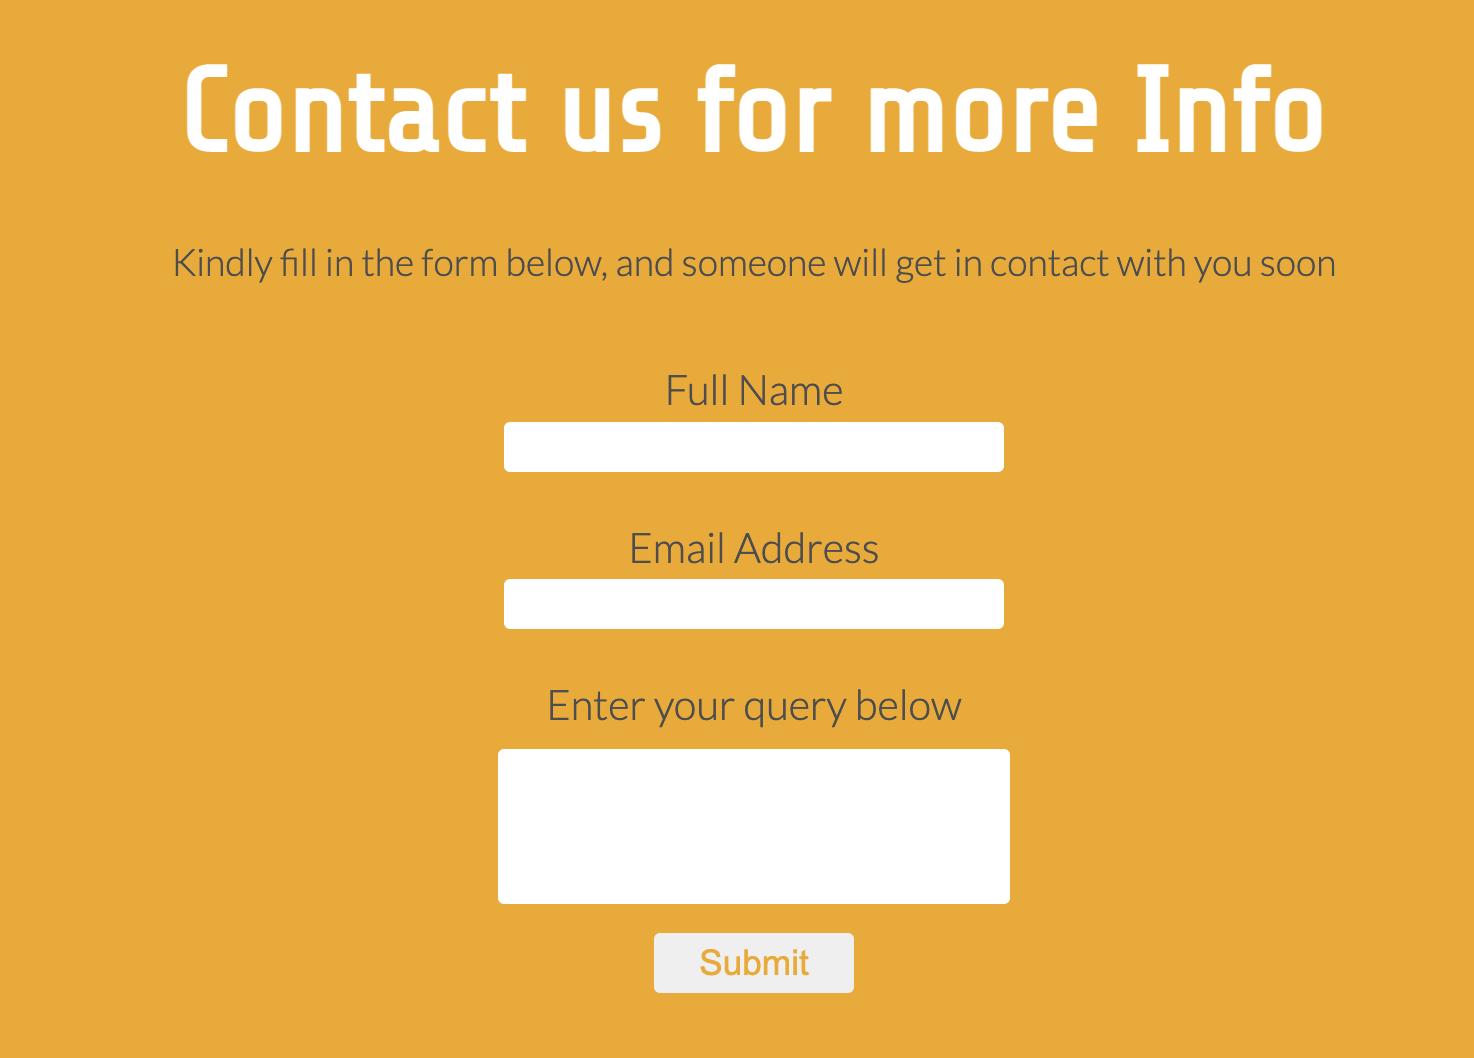 Contact us for more Info
Kindly fill in the form below, and someone will get in contact with you soon
Full Name
Email Address
Enter your query below
Submit